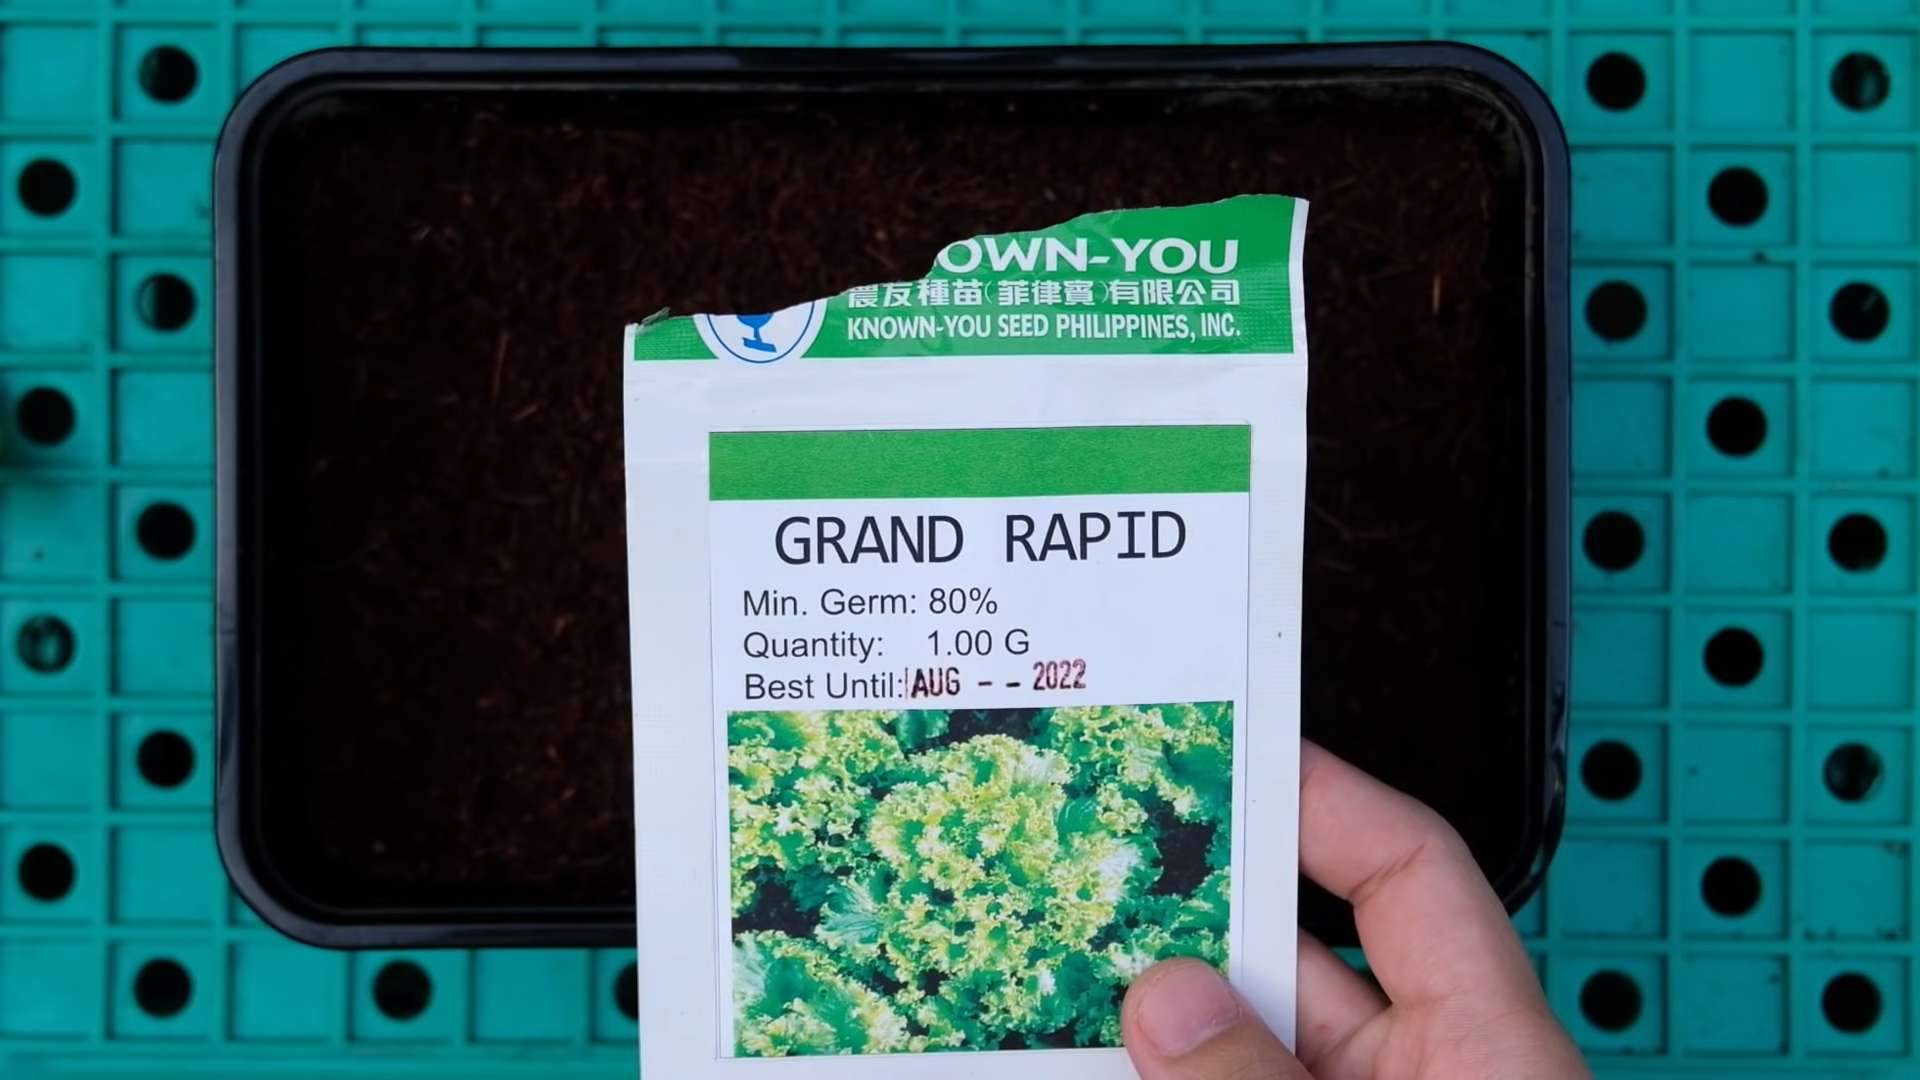 OWN-YOU
農友種苗(菲律賓)有限公司
KNOWN-YOU SEED PHILIPPINES, INC.
GRAND RAPID
Min. Germ: 80%
Quantity: 1.00 G
Best Until: AUG - - 2022